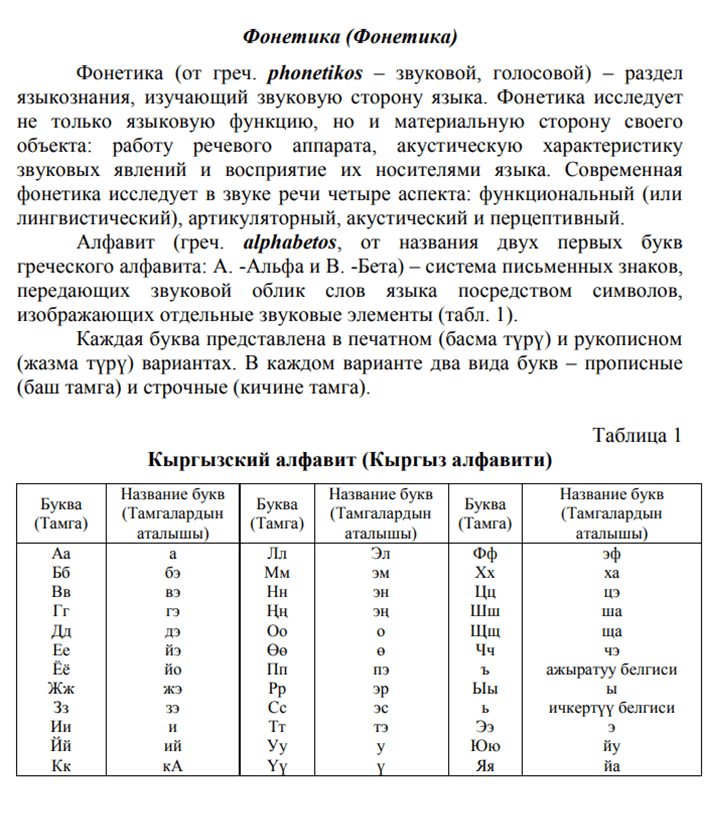 Фонетика (Фонетика)
Фонетика (от греч. phonetikos – звуковой, голосовой) – раздел
языкознания, изучающий звуковую сторону языка. Фонетика исследует
не только языковую функцию, но и материальную сторону своего
объекта: работу речевого аппарата, акустическую характеристику
звуковых явлений и восприятие их носителями языка. Современная
фонетика исследует в звуке речи четыре аспекта: функциональный (или
лингвистический), артикуляторный, акустический и перцептивный.
Алфавит (греч. alphabetos, от названия двух первых букв
греческого алфавита: А. -Альфа и В. -Бета) – система письменных знаков,
передающих звуковой облик слов языка посредством символов,
изображающих отдельные звуковые элементы (табл. 1).
Каждая буква представлена в печатном (басма түрү) и рукописном
(жазма түрү) вариантах. В каждом варианте два вида букв – прописные
(баш тамга) и строчные (кичине тамга).
Таблица 1
Кыргызский алфавит (Кыргыз алфавити)
Буква (Тамга) Название букв (Тамгалардын аталышы) Буква (Тамга) Название букв (Тамгалардын аталышы) Буква (Тамга) Название букв (Тамгалардын аталышы)
Аа а Лл Эл Фф эф
Бб бэ Мм эм Хх ха
Вв вэ Нн эн Цц цэ
Гг гэ Ңң эң Шш ша
Дд дэ Оо о Щщ ща
Ее йэ Өө ө Чч чэ
Ёё йо Пп пэ ъ ажыратуу белгиси
Жж жэ Рр эр Ыы ы
Зз зэ Сс эс ь ичкертүү белгиси
Ии и Тт тэ Ээ э
Йй ий Уу у Юю йу
Кк кА Үү ү Яя йа